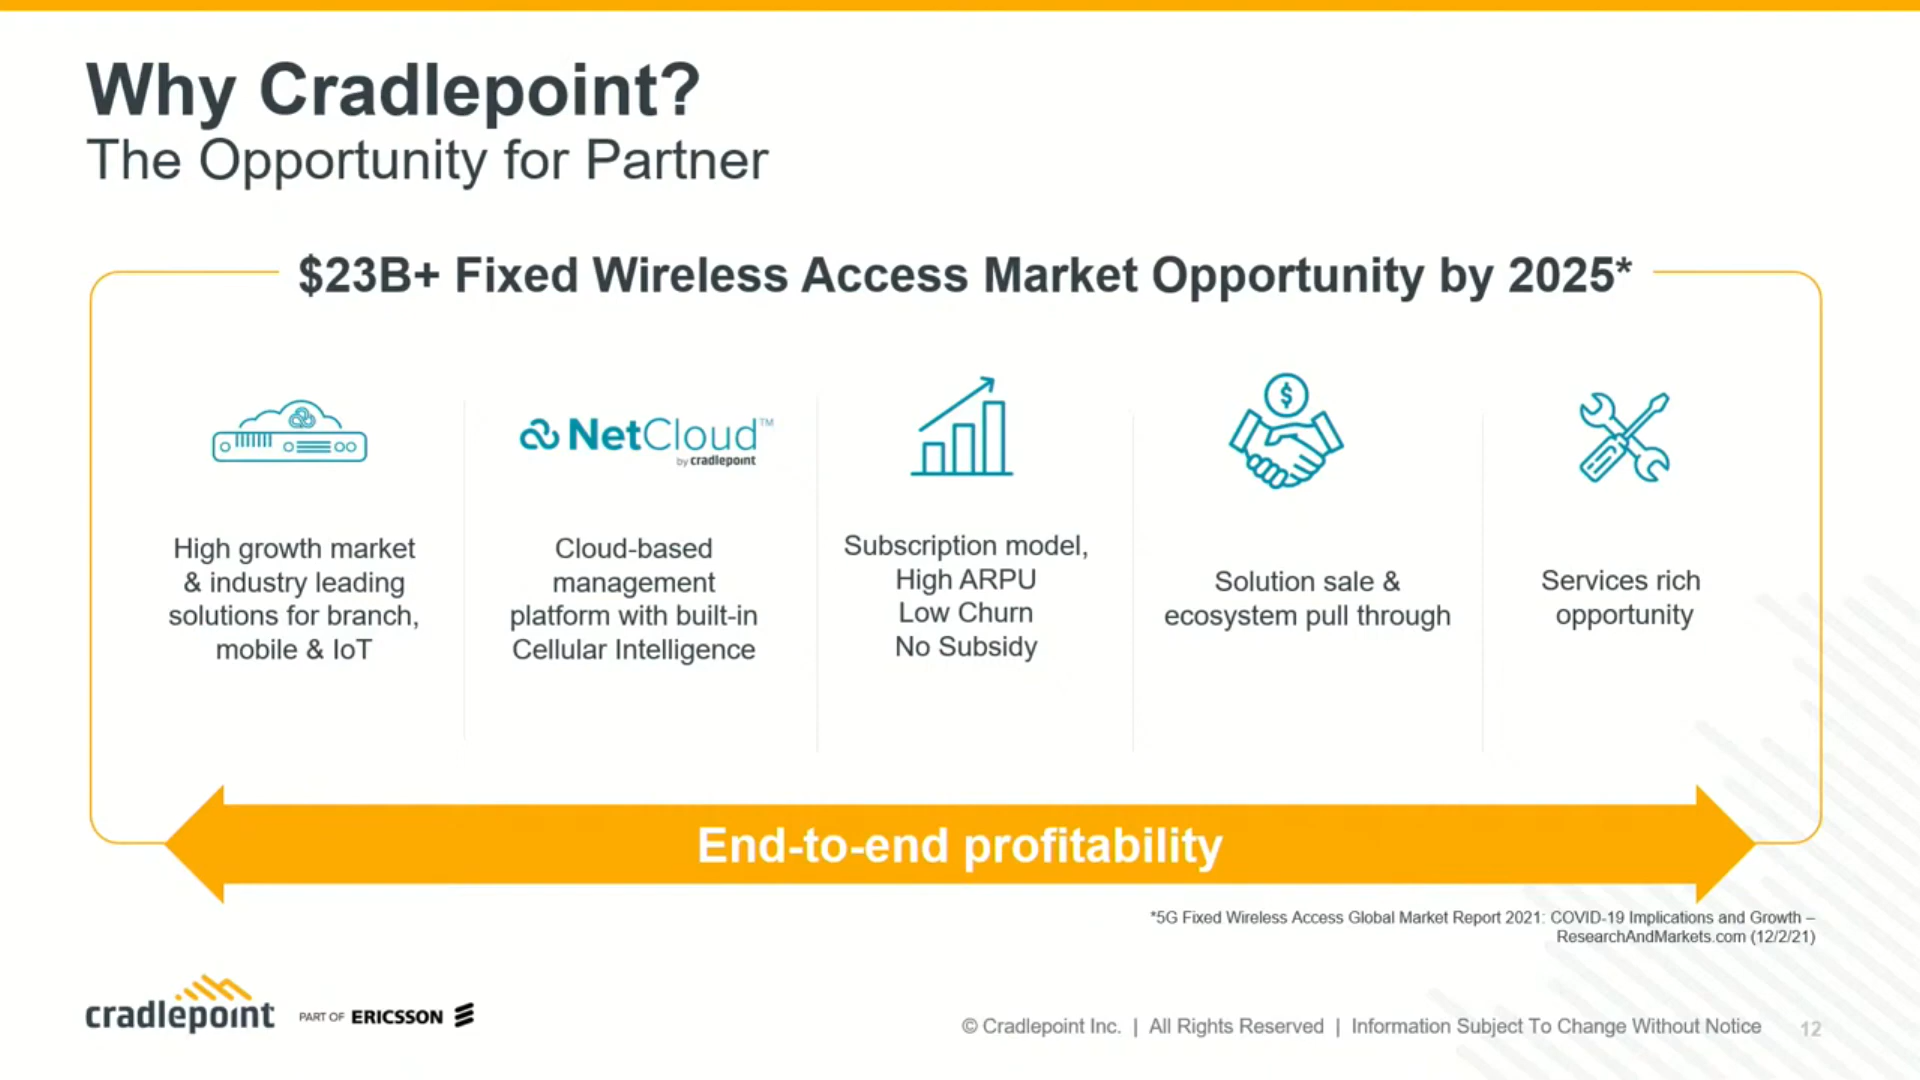 Why Cradlepoint?
The Opportunity for Partner
$23B+ Fixed Wireless Access Market Opportunity by 2025*
High growth market
& industry leading
solutions for branch,
mobile & IoT
NetCloud™
by cradlepoint
Cloud-based
management
platform with built-in
Cellular Intelligence
Subscription model,
High ARPU
Low Churn
No Subsidy
$
Solution sale &
ecosystem pull through
Services rich
opportunity
End-to-end profitability
*5G Fixed Wireless Access Global Market Report 2021: COVID-19 Implications and Growth –
ResearchAndMarkets.com (12/2/21)
cradlepoint PART OF ERICSSON
© Cradlepoint Inc. | All Rights Reserved | Information Subject To Change Without Notice 12